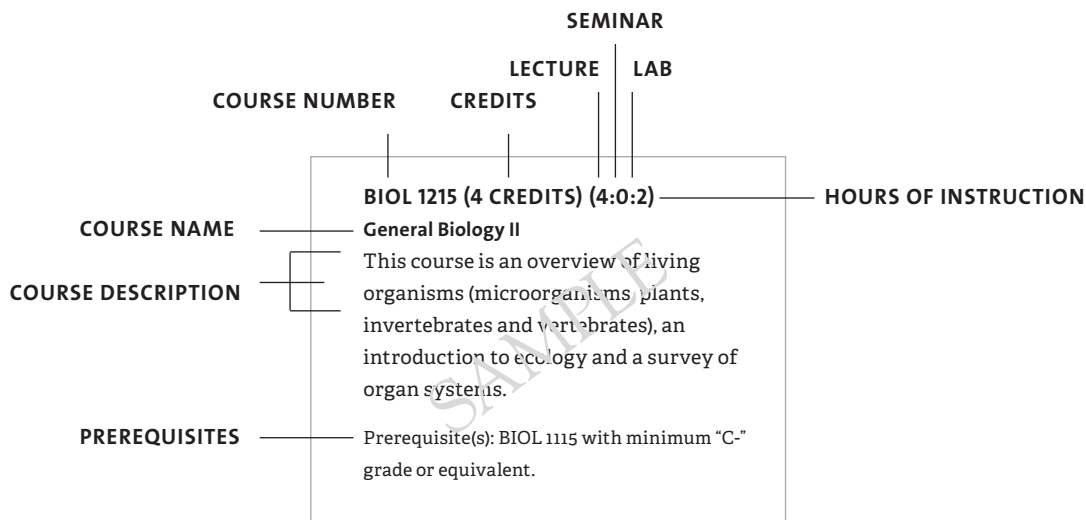 SEMINAR
LECTURE LAB
COURSE NUMBER CREDITS
BIOL 1215 (4 CREDITS) (4:0:2) HOURS OF INSTRUCTION
COURSE NAME General Biology II
This course is an overview of living
COURSE DESCRIPTION organisms (microorganisms, plants,
invertebrates and vertebrates), an
introduction to ecology and a survey of
organ systems.
SAMPLE
PREREQUISITES Prerequisite(s): BIOL 1115 with minimum “C-”
grade or equivalent.